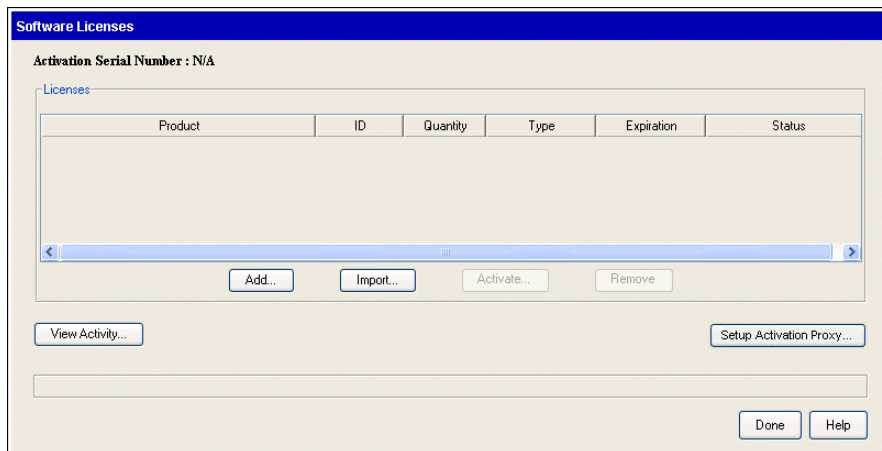 Software Licenses
Activation Serial Number : N/A
Licenses
Product ID Quantity Type Expiration Status
Add... Import... Activate... Remove
View Activity... Setup Activation Proxy...
Done Help